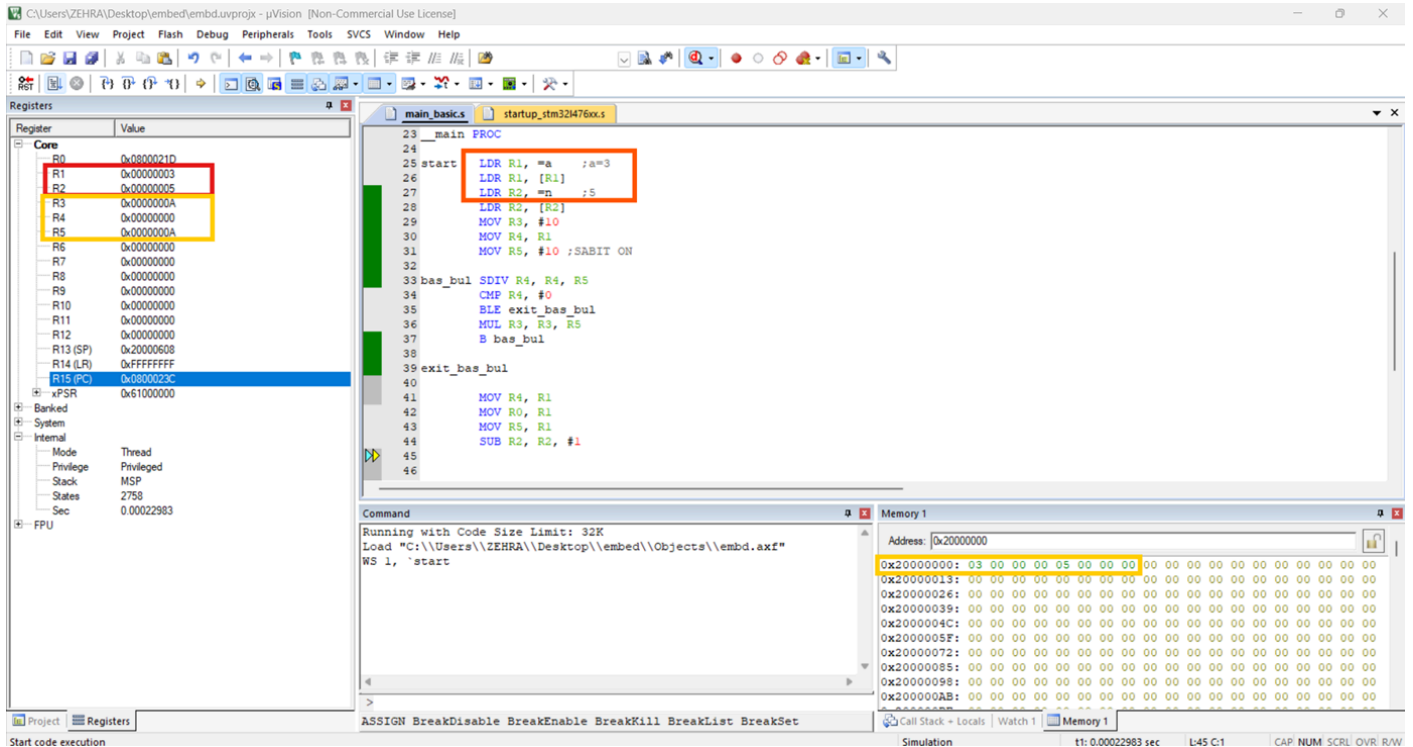 C:\Users\ZEHRA\Desktop\embed\embd.uvprojx - µVision [Non-Commercial Use License]
File Edit View Project Flash Debug Peripherals Tools SVCS Window Help
Registers
Register Value
Core
R0 0x0800021D
R1 0x00000003
R2 0x00000005
R3 0x0000000A
R4 0x00000000
R5 0x0000000A
R6 0x00000000
R7 0x00000000
R8 0x00000000
R9 0x00000000
R10 0x00000000
R11 0x00000000
R12 0x00000000
R13 (SP) 0x20000608
R14 (LR) 0xFFFFFFFF
R15 (PC) 0x0800023C
xPSR 0x61000000
Banked
System
Internal
Mode Thread
Privilege Privileged
Stack MSP
States 2758
Sec 0.00022983
FPU
Project Registers
main_basic.s startup_stm32l476xx.s
23 __main PROC
24
25 start LDR R1, =a ;a=3
26 LDR R1, [R1]
27 LDR R2, =n ;5
28 LDR R2, [R2]
29 MOV R3, #10
30 MOV R4, R1
31 MOV R5, #10 ;SABIT ON
32
33 bas_bul SDIV R4, R4, R5
34 CMP R4, #0
35 BLE exit_bas_bul
36 MUL R3, R3, R5
37 B bas_bul
38
39 exit_bas_bul
40
41 MOV R4, R1
42 MOV R0, R1
43 MOV R5, R1
44 SUB R2, R2, #1
45
46
Command
Running with Code Size Limit: 32K
Load "C:\\Users\\ZEHRA\\Desktop\\embed\\Objects\\embd.axf"
WS 1, `start
>
ASSIGN BreakDisable BreakEnable BreakKill BreakList BreakSet
Memory 1
Address: 0x20000000
0x20000000: 03 00 00 00 05 00 00 00 00 00 00 00 00 00 00 00 00 00 00
0x20000013: 00 00 00 00 00 00 00 00 00 00 00 00 00 00 00 00 00 00 00
0x20000026: 00 00 00 00 00 00 00 00 00 00 00 00 00 00 00 00 00 00 00
0x20000039: 00 00 00 00 00 00 00 00 00 00 00 00 00 00 00 00 00 00 00
0x2000004C: 00 00 00 00 00 00 00 00 00 00 00 00 00 00 00 00 00 00 00
0x2000005F: 00 00 00 00 00 00 00 00 00 00 00 00 00 00 00 00 00 00 00
0x20000072: 00 00 00 00 00 00 00 00 00 00 00 00 00 00 00 00 00 00 00
0x20000085: 00 00 00 00 00 00 00 00 00 00 00 00 00 00 00 00 00 00 00
0x20000098: 00 00 00 00 00 00 00 00 00 00 00 00 00 00 00 00 00 00 00
0x200000AB: 00 00 00 00 00 00 00 00 00 00 00 00 00 00 00 00 00 00 00
Call Stack + Locals Watch 1 Memory 1
Start code execution Simulation t1: 0.00022983 sec L:45 C:1 CAP NUM SCRL OVR R/W